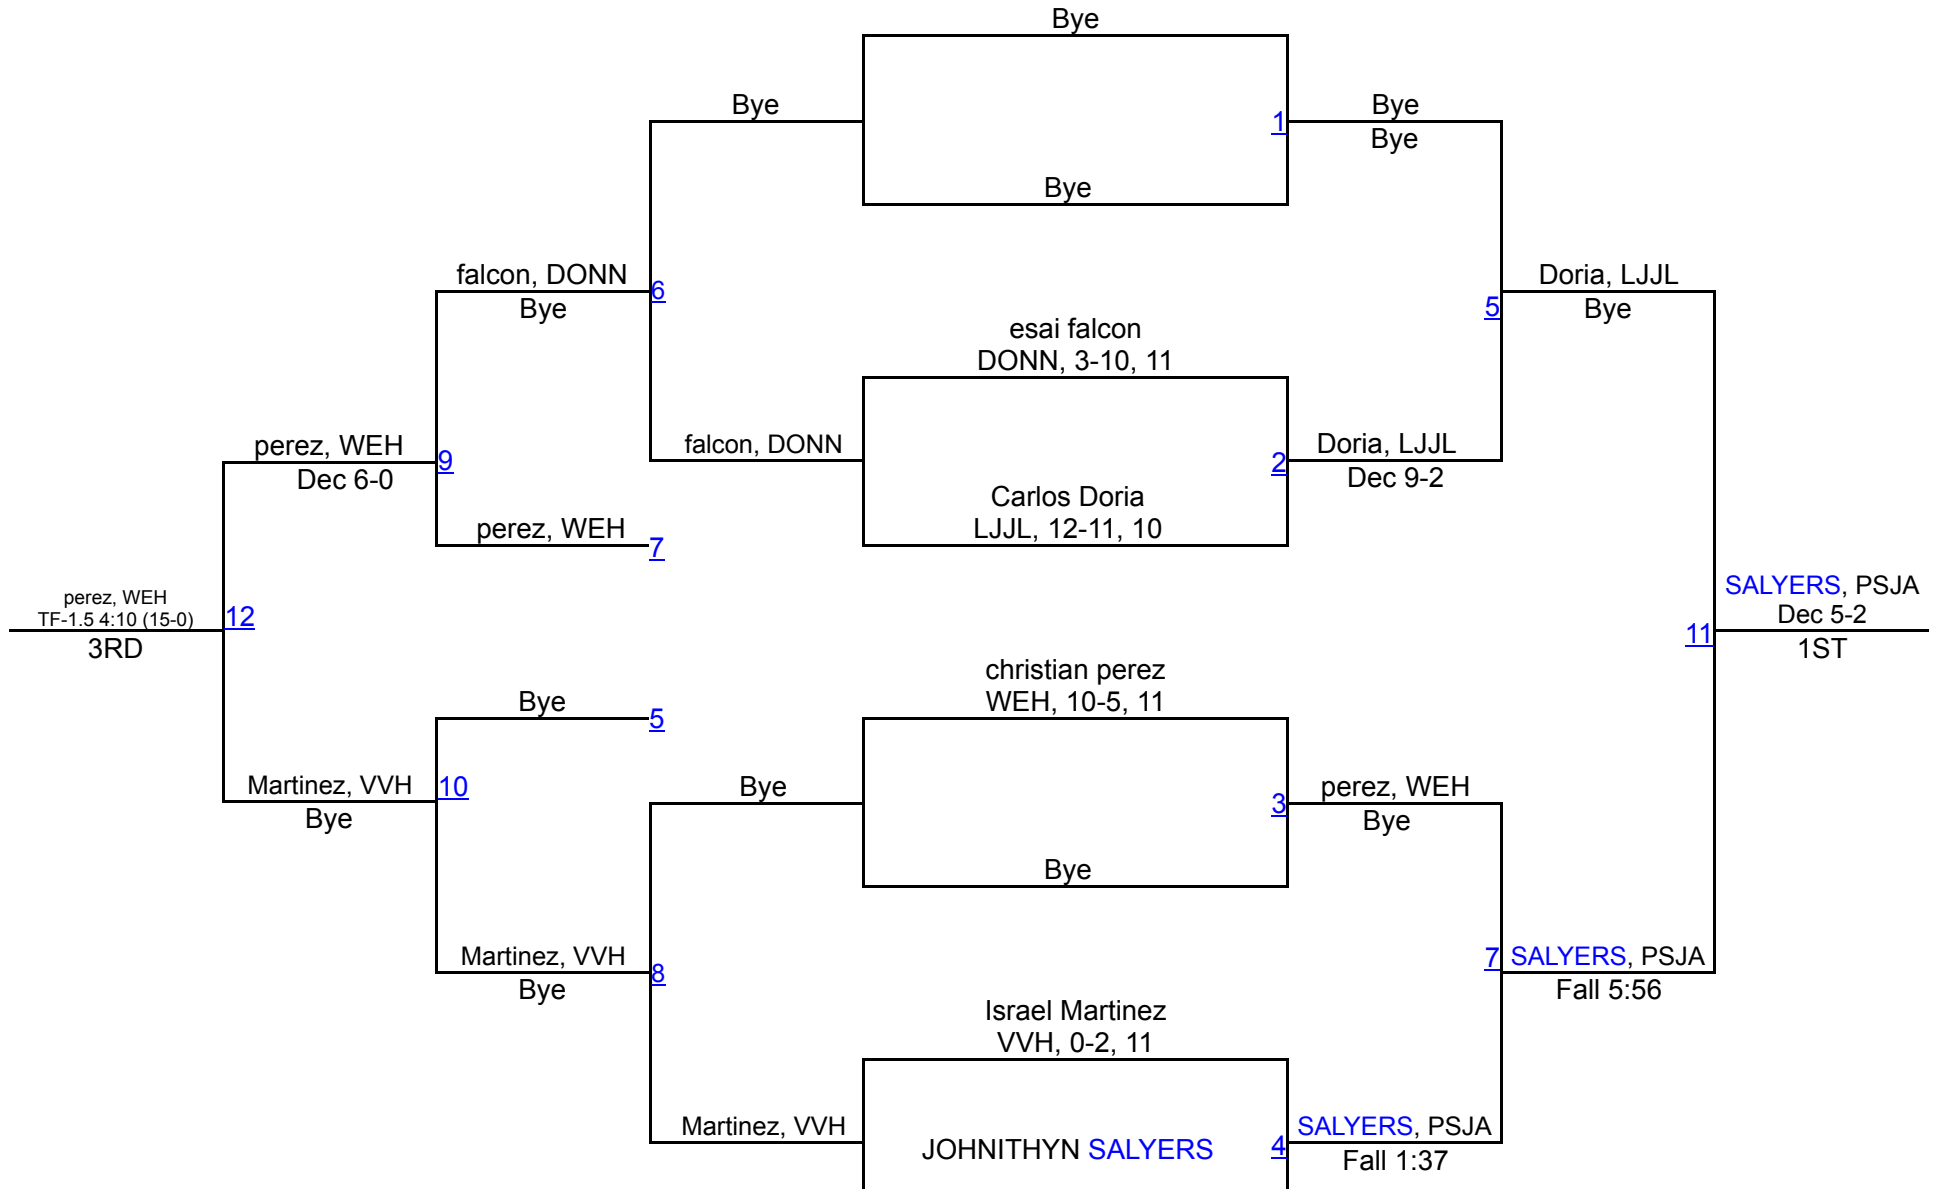 Bye
Bye
1
Bye
Bye
Bye
falcon, DONN
Bye
6
Doria, LJJL
Bye
5
esai falcon
DONN, 3-10, 11
perez, WEH
Dec 6-0
9
falcon, DONN
2
Doria, LJJL
Dec 9-2
Carlos Doria
LJJL, 12-11, 10
perez, WEH
7
perez, WEH
TF-1.5 4:10 (15-0)
3RD
12
SALYERS, PSJA
Dec 5-2
1ST
11
christian perez
WEH, 10-5, 11
Bye
5
Martinez, VVH
Bye
10
Bye
3
perez, WEH
Bye
Bye
Martinez, VVH
Bye
8
7
SALYERS, PSJA
Fall 5:56
Israel Martinez
VVH, 0-2, 11
Martinez, VVH
JOHNITHYN SALYERS
4
SALYERS, PSJA
Fall 1:37